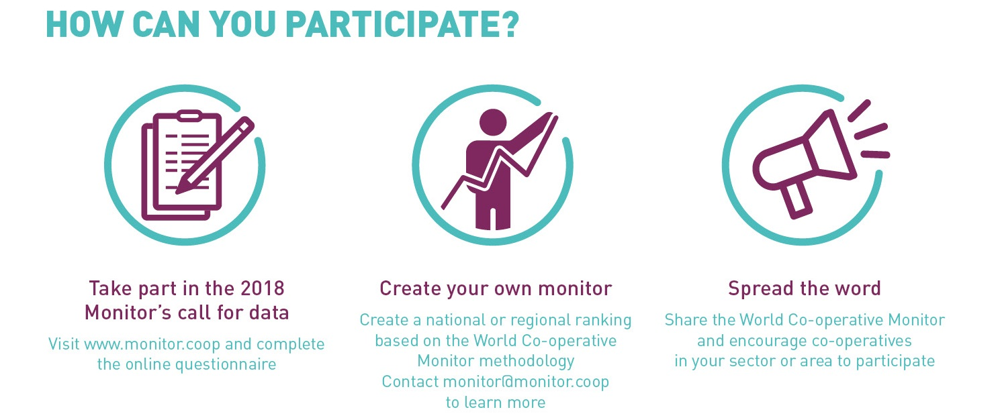 HOW CAN YOU PARTICIPATE?
Take part in the 2018
Monitor's call for data
Visit www.monitor.coop and complete
the online questionnaire
Create your own monitor
Create a national or regional ranking
based on the World Co-operative
Monitor methodology
Contact monitor@monitor.coop
to learn more
Spread the word
Share the World Co-operative Monitor
and encourage co-operatives
in your sector or area to participate